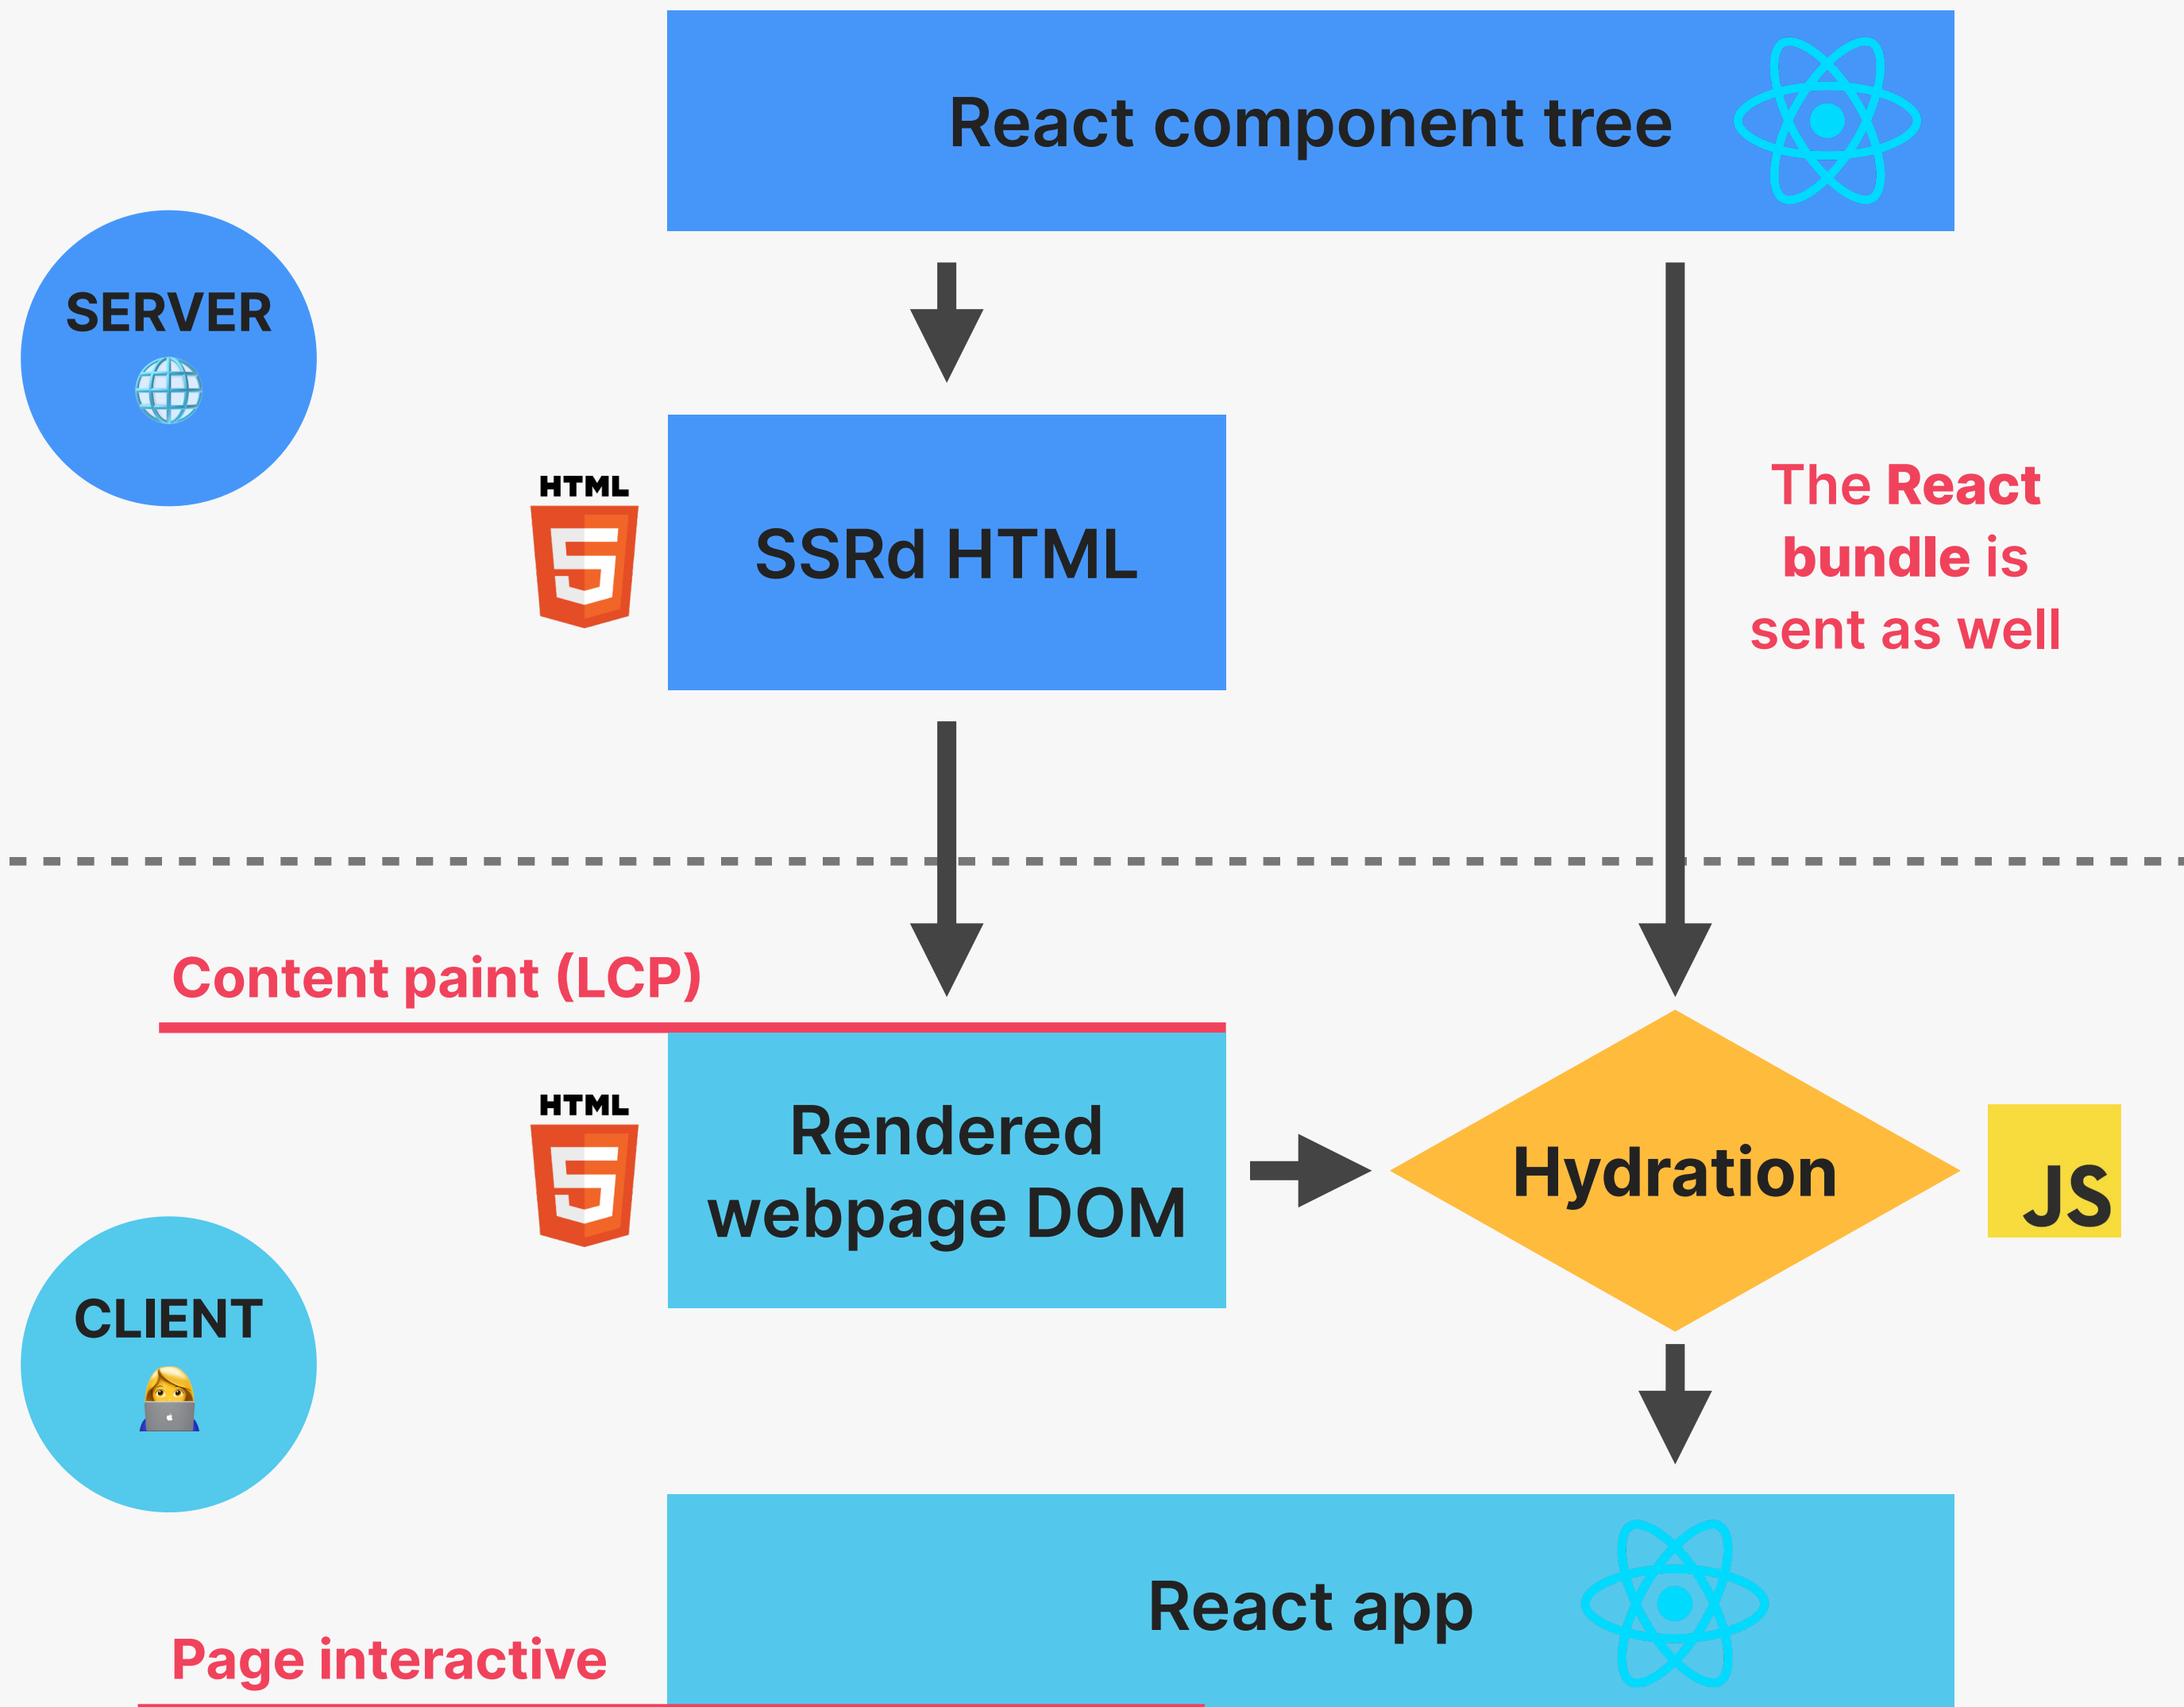 React component tree
SERVER
HTML
SSRd HTML
The React
bundle is
sent as well
Content paint (LCP)
HTML
Rendered
webpage DOM
Hydration
JS
CLIENT
React app
Page interactive